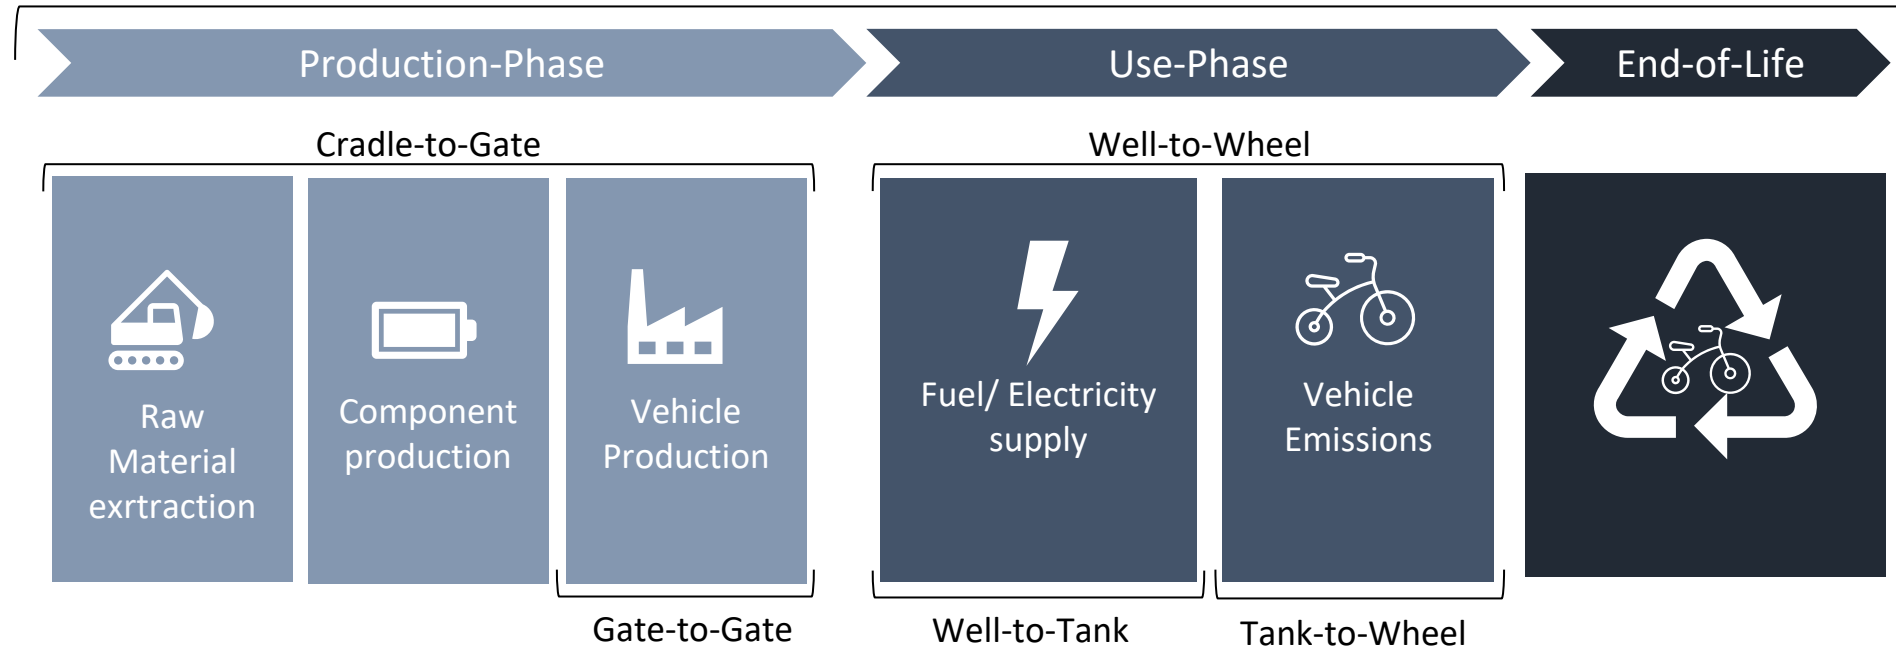 Production-Phase
Use-Phase
End-of-Life
Cradle-to-Gate
Well-to-Wheel
Raw
Material
exrtraction
Component
production
Vehicle
Production
Fuel/ Electricity
supply
Vehicle
Emissions
Gate-to-Gate
Well-to-Tank
Tank-to-Wheel